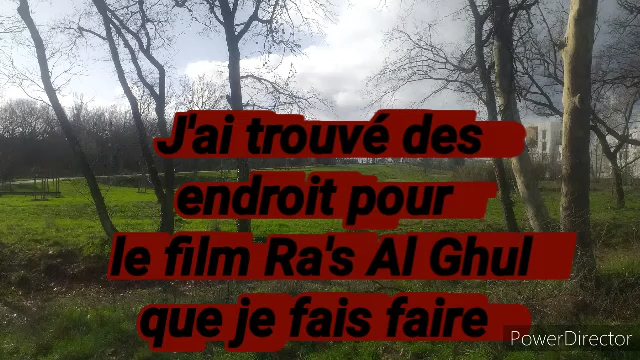 J'ai trouvé des
endroit pour
le film Ra's Al Ghul
que je fais faire
PowerDirector